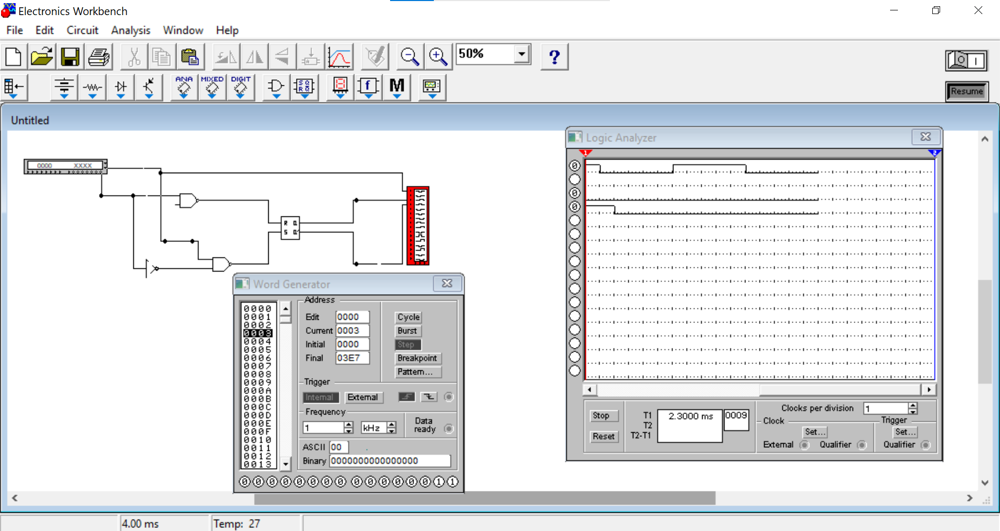 Electronics Workbench
File Edit Circuit Analysis Window Help
50% ?
ANA MIXED DIGIT f M Resume
Untitled
0000 XXXX
R Q
S Q'
Logic Analyzer
1 2
0
0
0
Stop
Reset
T1
T2
T2-T1
2.3000 ms 0009
Clocks per division 1
Clock
Set...
External Qualifier
Trigger
Set...
Qualifier
Word Generator
0000
0001
0002
0003
0004
0005
0006
0007
0008
0009
000A
000B
000C
000D
000E
000F
0010
0011
0012
0013
Address
Edit 0000
Current 0003
Initial 0000
Final 03E7
Cycle
Burst
Step
Breakpoint
Pattern...
Trigger
Internal External
Frequency
1 kHz
Data
ready
ASCII 00
Binary 0000000000000000
0 0 0 0 0 0 0 0 0 0 0 0 0 0 1 1
4.00 ms Temp: 27